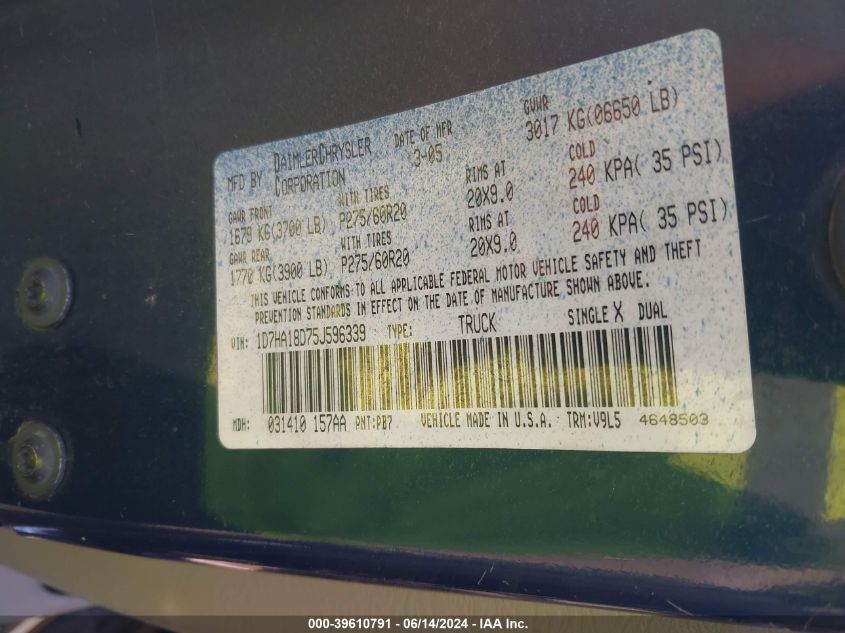 MFD BY DAIMLERCHRYSLER CORPORATION
DATE OF MFR 3-05
GVWR 3017 KG(06650 LB)
GAWR FRONT 1678 KG(3700 LB)
WITH TIRES P275/60R20
RIMS AT 20X9.0
COLD 240 KPA( 35 PSI)
GAWR REAR 1770 KG(3900 LB)
WITH TIRES P275/60R20
RIMS AT 20X9.0
COLD 240 KPA( 35 PSI)
THIS VEHICLE CONFORMS TO ALL APPLICABLE FEDERAL MOTOR VEHICLE SAFETY AND THEFT
PREVENTION STANDARDS IN EFFECT ON THE DATE OF MANUFACTURE SHOWN ABOVE.
VIN: 1D7HA18D75J596339 TYPE: TRUCK SINGLE X DUAL
MDH: 031410 157AA PNT:PB7 VEHICLE MADE IN U.S.A. TRM:V9L5 4648503
000-39610791 - 06/14/2024 - IAA Inc.